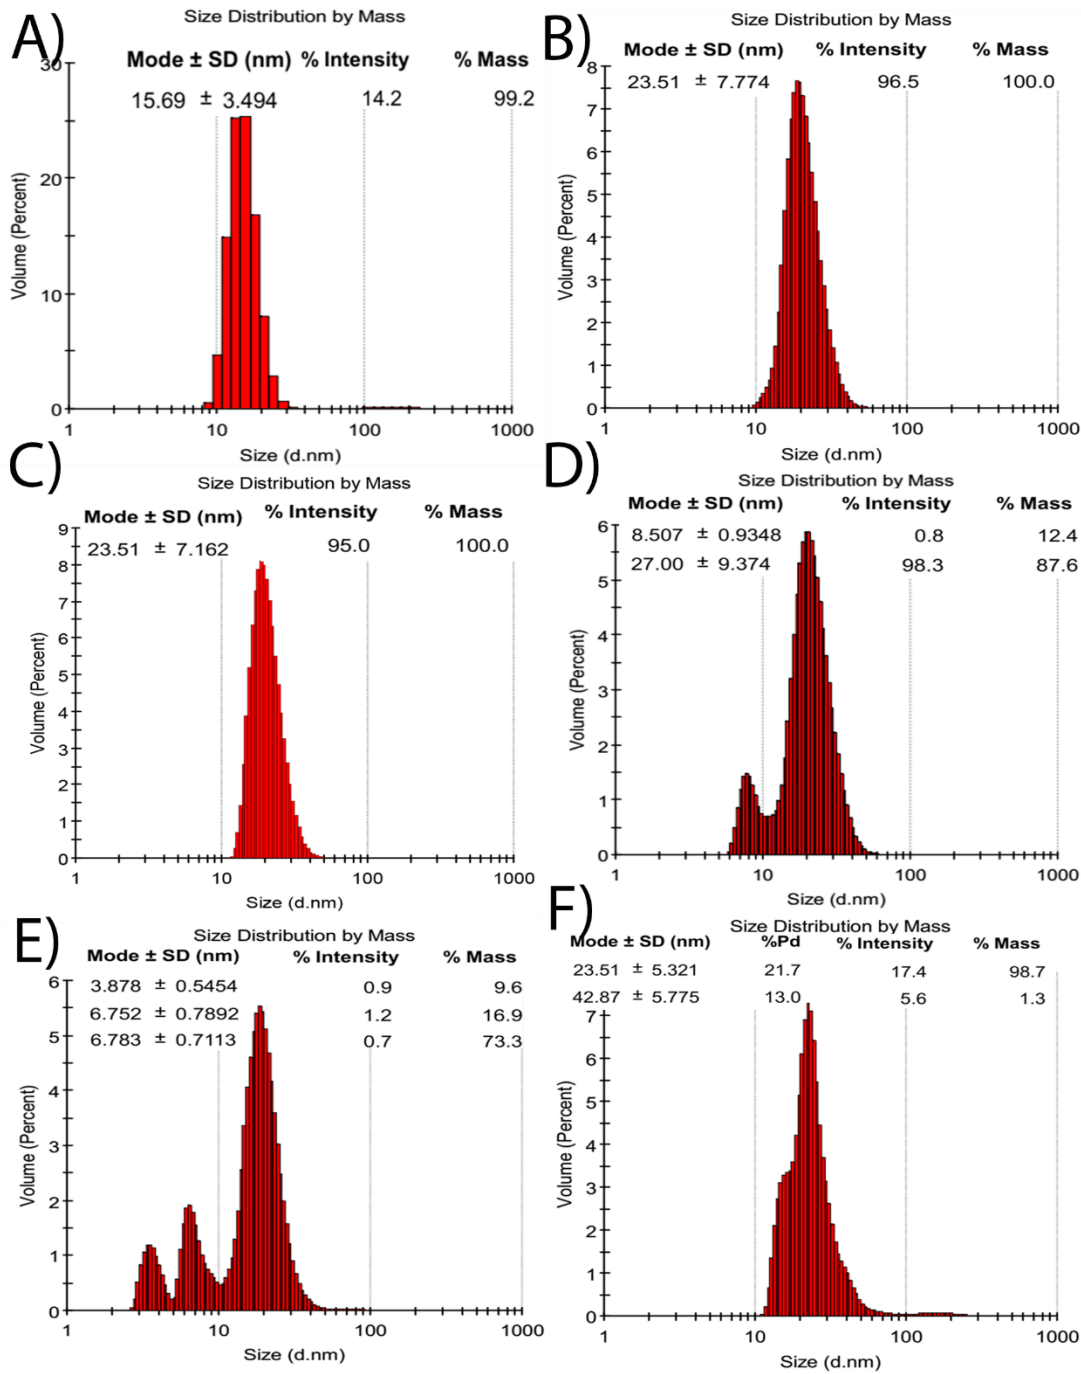 A)
Size Distribution by Mass
Mode ± SD (nm) % Intensity % Mass
15.69 ± 3.494 14.2 99.2
Volume (Percent)
30
20
10
0
1 10 100 1000
Size (d.nm)
B)
Size Distribution by Mass
Mode ± SD (nm) % Intensity % Mass
23.51 ± 7.774 96.5 100.0
Volume (Percent)
8
7
6
5
4
3
2
1
0
1 10 100 1000
Size (d.nm)
C)
Size Distribution by Mass
Mode ± SD (nm) % Intensity % Mass
23.51 ± 7.162 95.0 100.0
Volume (Percent)
9
8
7
6
5
4
3
2
1
0
1 10 100 1000
Size (d.nm)
D)
Size Distribution by Mass
Mode ± SD (nm) % Intensity % Mass
8.507 ± 0.9348 0.8 12.4
27.00 ± 9.374 98.3 87.6
Volume (Percent)
6
5
4
3
2
1
0
1 10 100 1000
Size (d.nm)
E)
Size Distribution by Mass
Mode ± SD (nm) % Intensity % Mass
3.878 ± 0.5454 0.9 9.6
6.752 ± 0.7892 1.2 16.9
6.783 ± 0.7113 0.7 73.3
Volume (Percent)
6
5
4
3
2
1
0
1 10 100 1000
Size (d.nm)
F)
Size Distribution by Mass
Mode ± SD (nm) %Pd % Intensity % Mass
23.51 ± 5.321 21.7 17.4 98.7
42.87 ± 5.775 13.0 5.6 1.3
Volume (Percent)
7
6
5
4
3
2
1
0
1 10 100 1000
Size (d.nm)